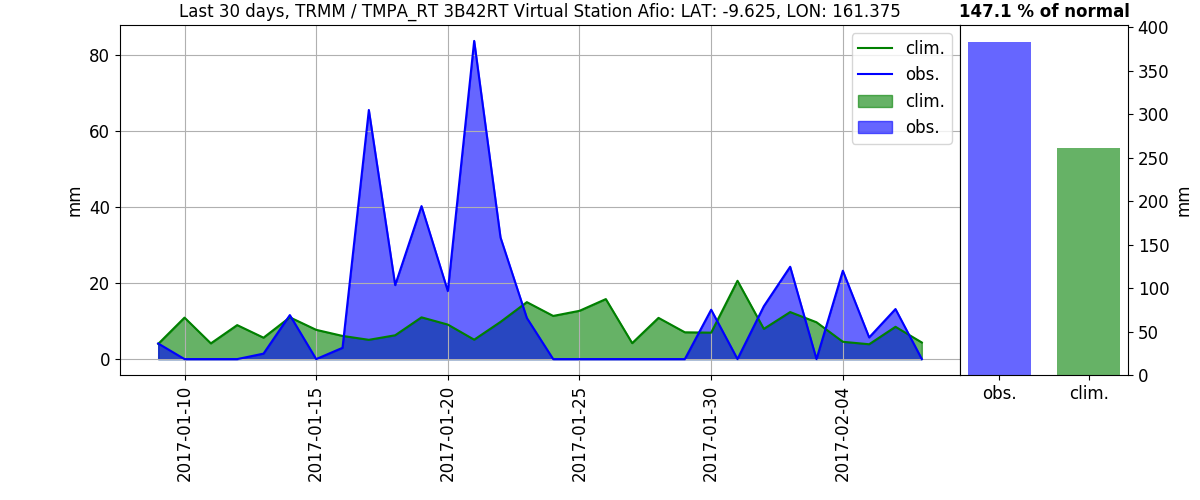 Last 30 days, TRMM / TMPA_RT 3B42RT Virtual Station Afio: LAT: -9.625, LON: 161.375
147.1 % of normal
mm
80
60
40
20
0
clim.
obs.
clim.
obs.
400
350
300
250
200
150
100
50
0
mm
2017-01-10
2017-01-15
2017-01-20
2017-01-25
2017-01-30
2017-02-04
obs.
clim.